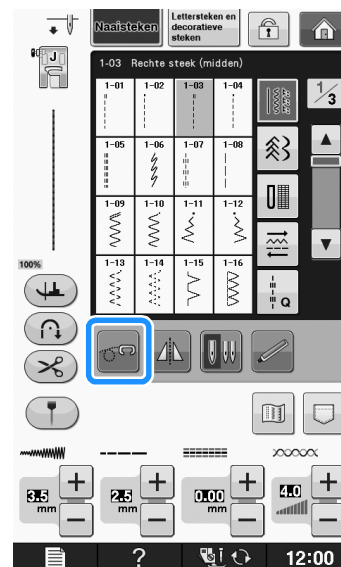 Naaisteken
Lettersteken en
decoratieve
steken
J
1-03 Rechte steek (midden)
1/3
1-01 1-02 1-03 1-04
1-05 1-06 1-07 1-08
1-09 1-10 1-11 1-12
1-13 1-14 1-15 1-16
Q
100%
3.5 mm
2.5 mm
0.00 mm
4.0
?
12:00